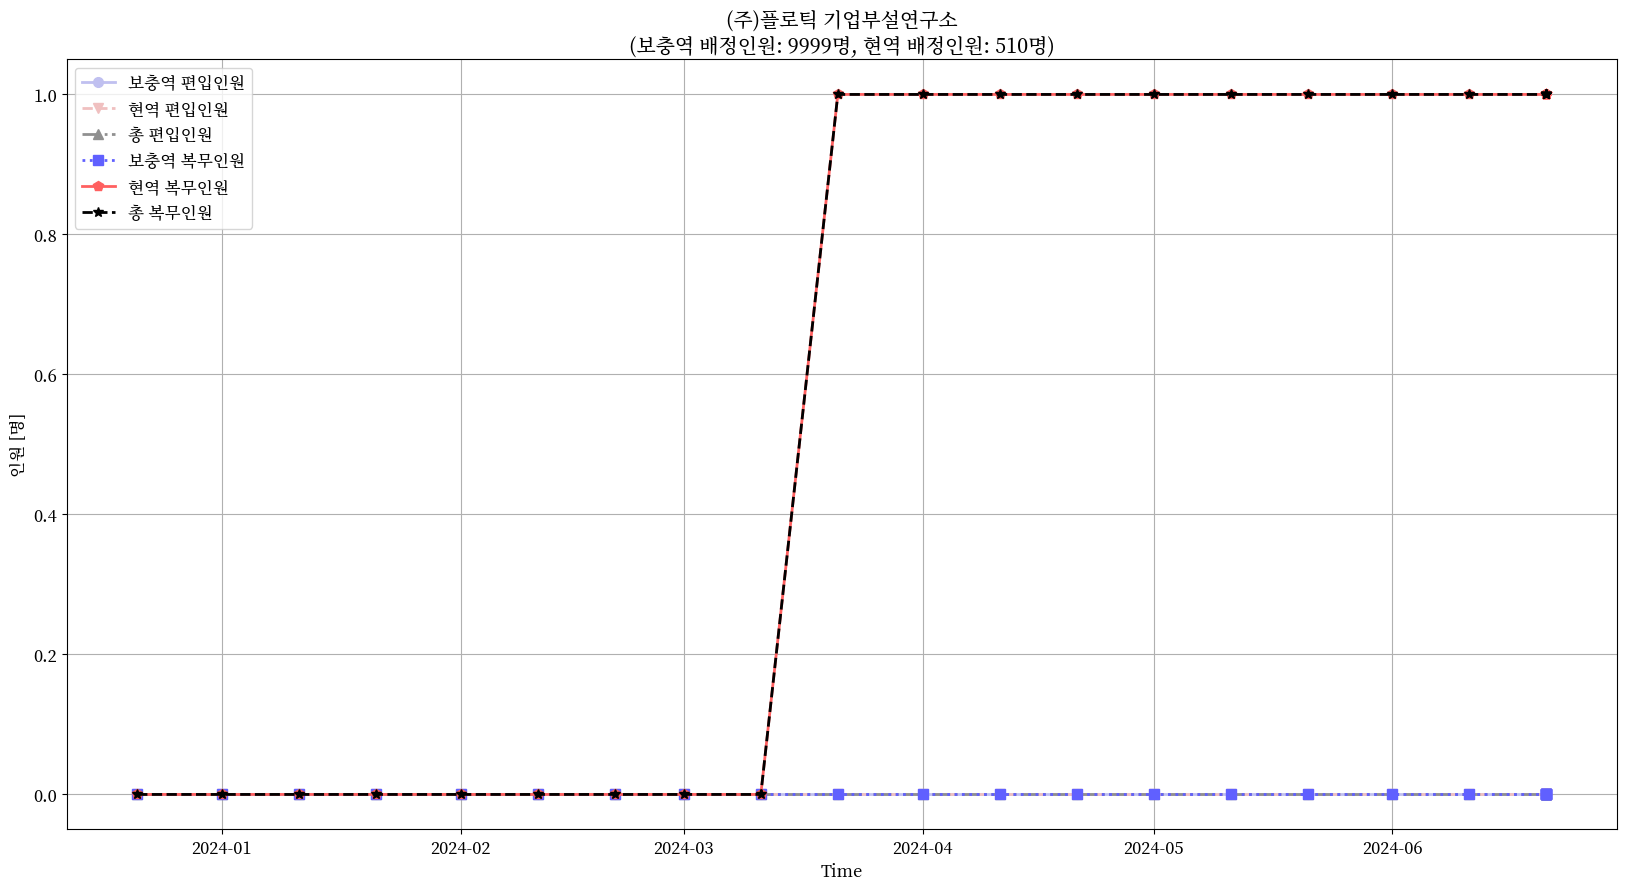 (주)플로틱 기업부설연구소
(보충역 배정인원: 9999명, 현역 배정인원: 510명)
보충역 편입인원
현역 편입인원
총 편입인원
보충역 복무인원
현역 복무인원
총 복무인원
1.0
0.8
0.6
0.4
0.2
0.0
인원 [명]
2024-01
2024-02
2024-03
2024-04
2024-05
2024-06
Time